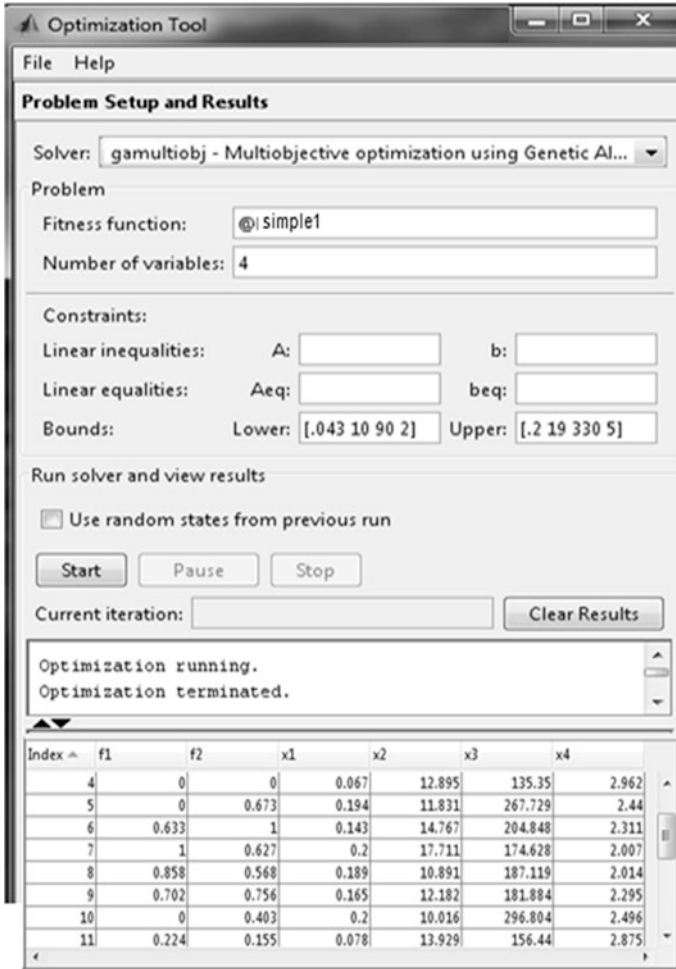 Optimization Tool
File Help
Problem Setup and Results
Solver: gamultiobj - Multiobjective optimization using Genetic Al...
Problem
Fitness function: @simple1
Number of variables: 4
Constraints:
Linear inequalities: A: b:
Linear equalities: Aeq: beq:
Bounds: Lower: [.043 10 90 2] Upper: [.2 19 330 5]
Run solver and view results
Use random states from previous run
Start Pause Stop
Current iteration: Clear Results
Optimization running.
Optimization terminated.
Index f1 f2 x1 x2 x3 x4
4 0 0 0.067 12.895 135.35 2.962
5 0 0.673 0.194 11.831 267.729 2.44
6 0.633 1 0.143 14.767 204.848 2.311
7 1 0.627 0.2 17.711 174.628 2.007
8 0.858 0.568 0.189 10.891 187.119 2.014
9 0.702 0.756 0.165 12.182 181.884 2.295
10 0 0.403 0.2 10.016 296.804 2.496
11 0.224 0.155 0.078 13.929 156.44 2.875